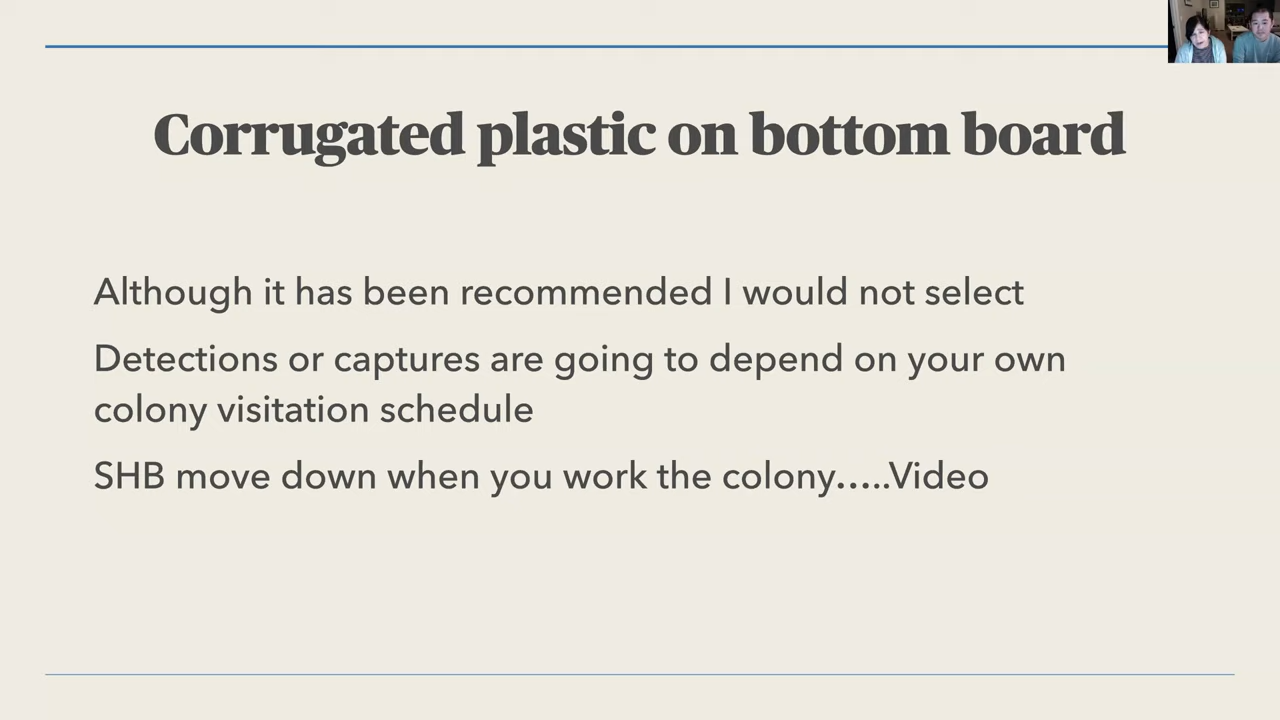 Corrugated plastic on bottom board
Although it has been recommended I would not select
Detections or captures are going to depend on your own
colony visitation schedule
SHB move down when you work the colony…..Video